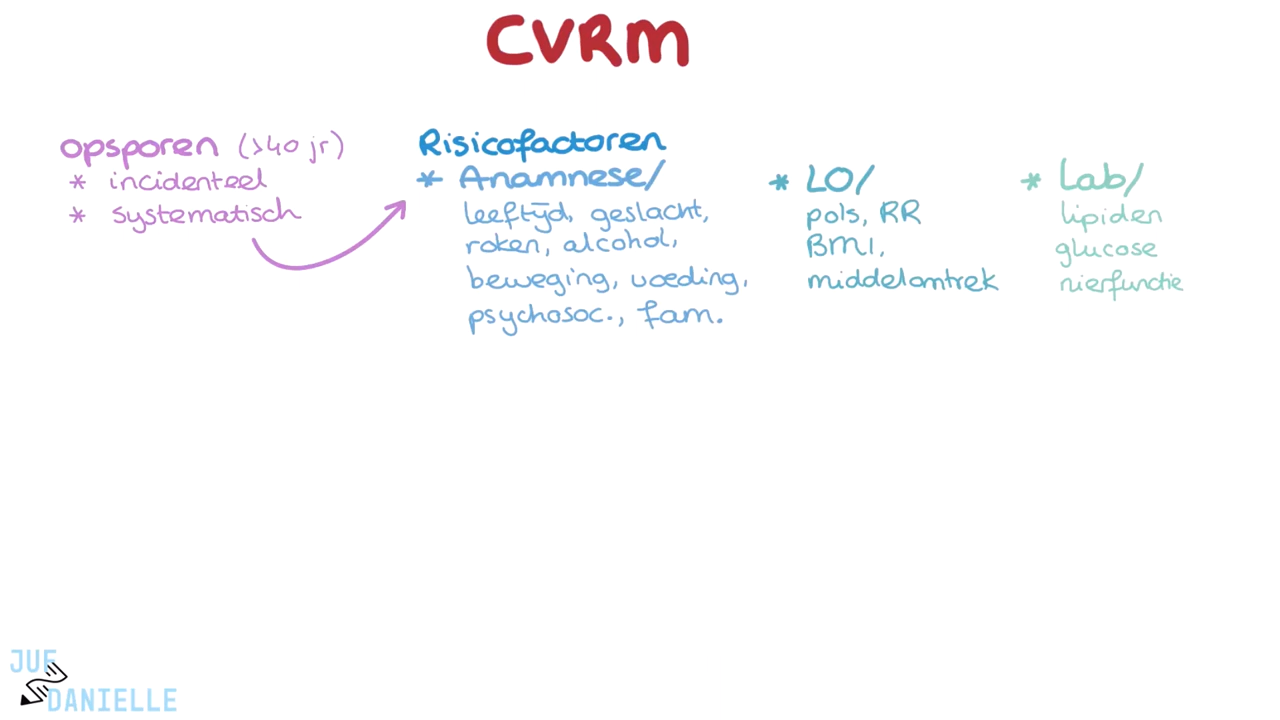 CVRM
opsporen (>40 jr)
* incidenteel
* systematisch
Risicofactoren
* Anamnese/
leeftijd, geslacht,
roken, alcohol,
beweging, voeding,
psychosoc., fam.
* LO/
pols, RR
BMI,
middelomtrek
* Lab/
lipiden
glucose
nierfunctie
JUF
DANIELLE